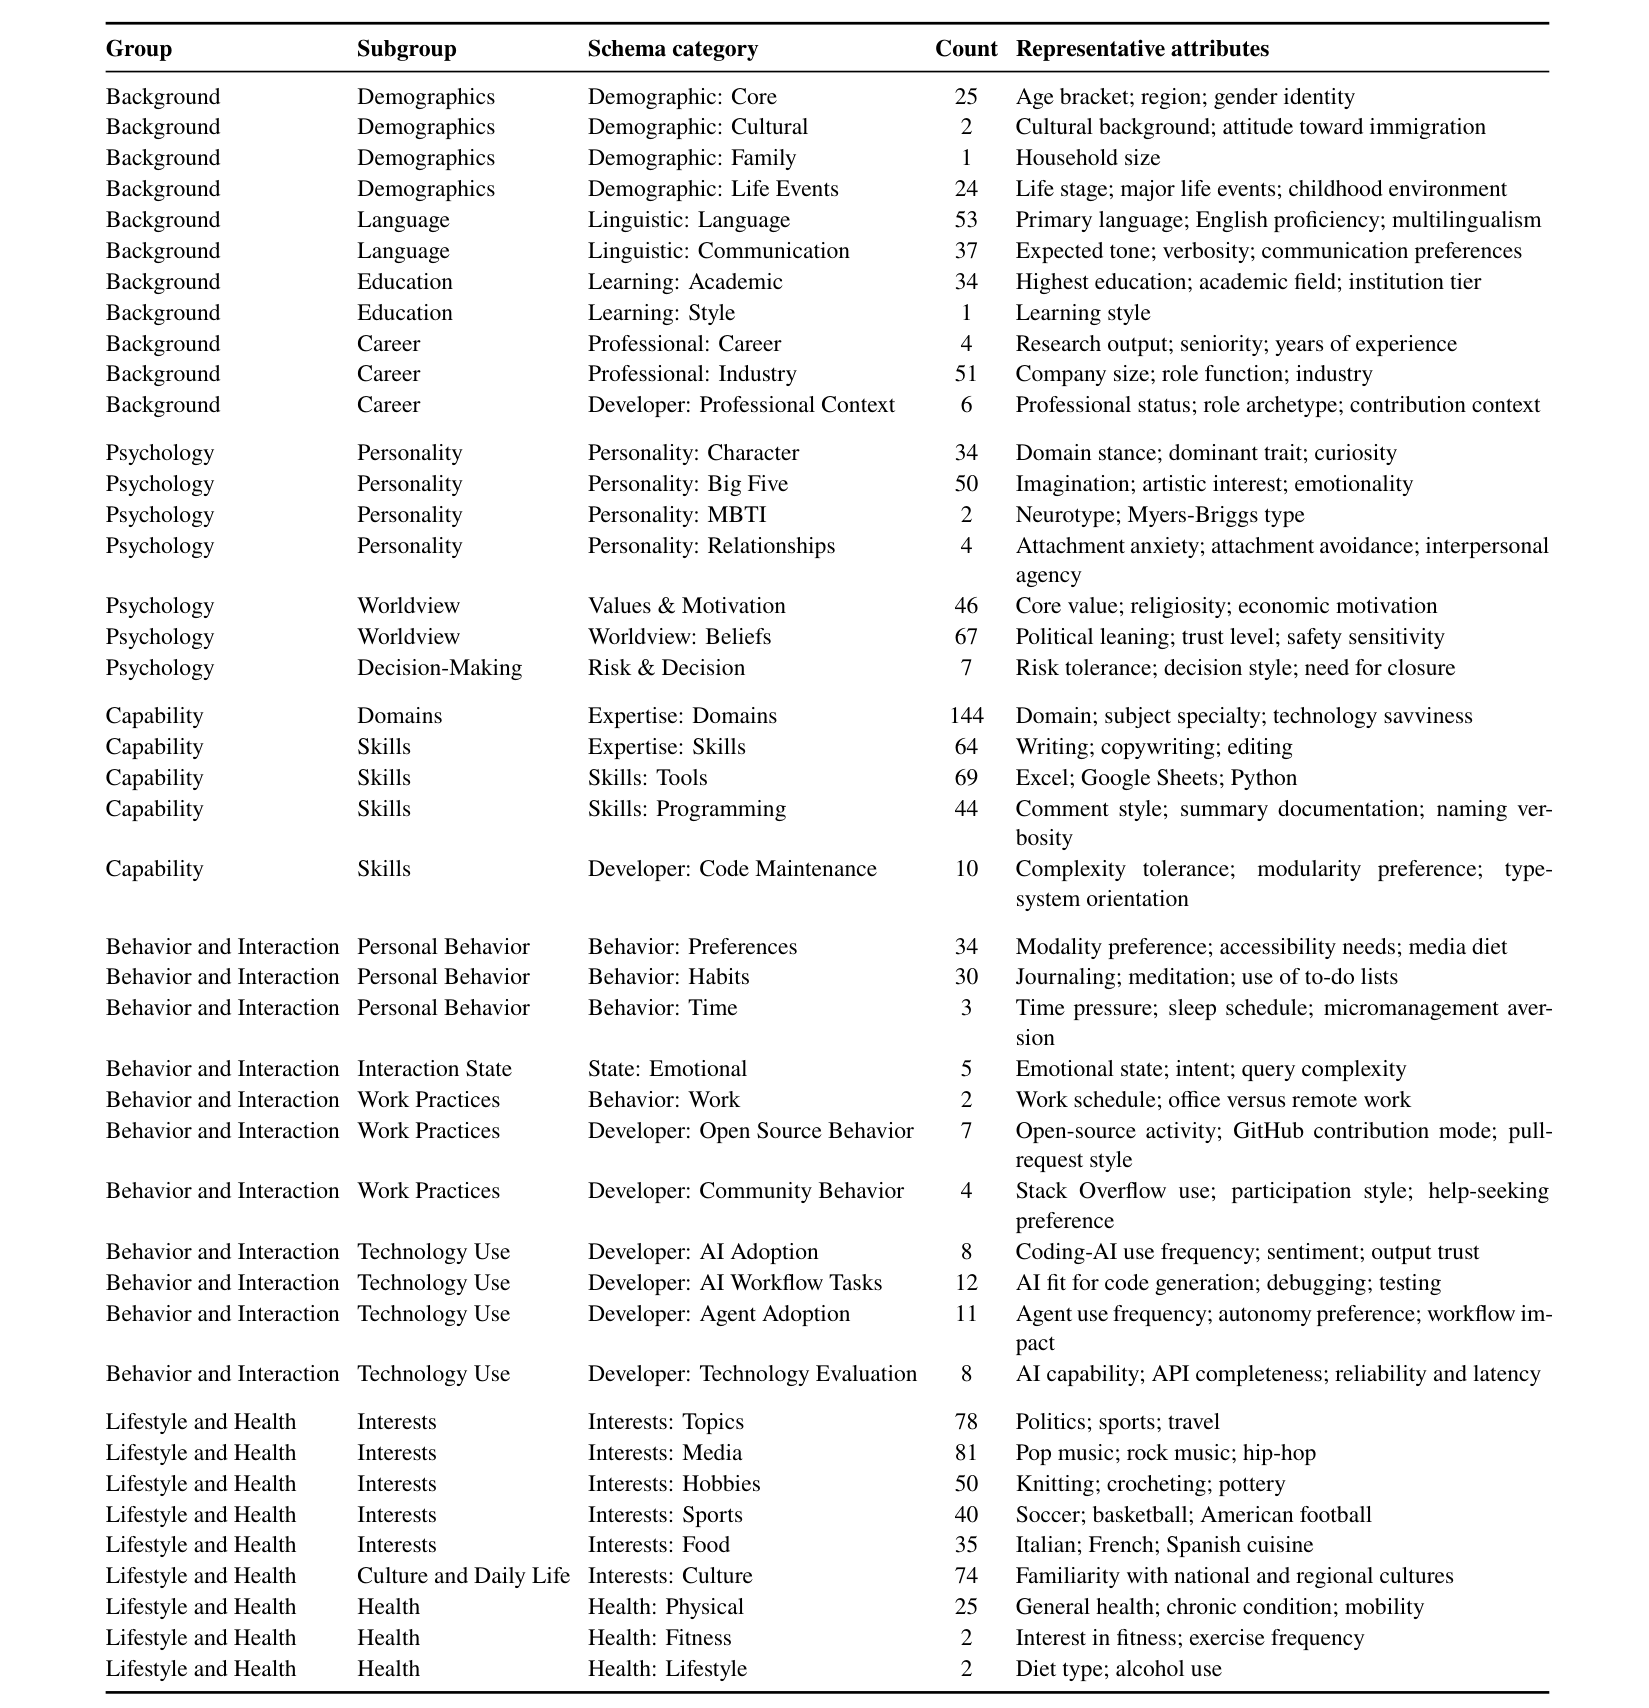 Group Subgroup Schema category Count Representative attributes
Background Demographics Demographic: Core 25 Age bracket; region; gender identity
Background Demographics Demographic: Cultural 2 Cultural background; attitude toward immigration
Background Demographics Demographic: Family 1 Household size
Background Demographics Demographic: Life Events 24 Life stage; major life events; childhood environment
Background Language Linguistic: Language 53 Primary language; English proficiency; multilingualism
Background Language Linguistic: Communication 37 Expected tone; verbosity; communication preferences
Background Education Learning: Academic 34 Highest education; academic field; institution tier
Background Education Learning: Style 1 Learning style
Background Career Professional: Career 4 Research output; seniority; years of experience
Background Career Professional: Industry 51 Company size; role function; industry
Background Career Developer: Professional Context 6 Professional status; role archetype; contribution context
Psychology Personality Personality: Character 34 Domain stance; dominant trait; curiosity
Psychology Personality Personality: Big Five 50 Imagination; artistic interest; emotionality
Psychology Personality Personality: MBTI 2 Neurotype; Myers-Briggs type
Psychology Personality Personality: Relationships 4 Attachment anxiety; attachment avoidance; interpersonal
agency
Psychology Worldview Values & Motivation 46 Core value; religiosity; economic motivation
Psychology Worldview Worldview: Beliefs 67 Political leaning; trust level; safety sensitivity
Psychology Decision-Making Risk & Decision 7 Risk tolerance; decision style; need for closure
Capability Domains Expertise: Domains 144 Domain; subject specialty; technology savviness
Capability Skills Expertise: Skills 64 Writing; copywriting; editing
Capability Skills Skills: Tools 69 Excel; Google Sheets; Python
Capability Skills Skills: Programming 44 Comment style; summary documentation; naming ver-
bosity
Capability Skills Developer: Code Maintenance 10 Complexity tolerance; modularity preference; type-
system orientation
Behavior and Interaction Personal Behavior Behavior: Preferences 34 Modality preference; accessibility needs; media diet
Behavior and Interaction Personal Behavior Behavior: Habits 30 Journaling; meditation; use of to-do lists
Behavior and Interaction Personal Behavior Behavior: Time 3 Time pressure; sleep schedule; micromanagement aver-
sion
Behavior and Interaction Interaction State State: Emotional 5 Emotional state; intent; query complexity
Behavior and Interaction Work Practices Behavior: Work 2 Work schedule; office versus remote work
Behavior and Interaction Work Practices Developer: Open Source Behavior 7 Open-source activity; GitHub contribution mode; pull-
request style
Behavior and Interaction Work Practices Developer: Community Behavior 4 Stack Overflow use; participation style; help-seeking
preference
Behavior and Interaction Technology Use Developer: AI Adoption 8 Coding-AI use frequency; sentiment; output trust
Behavior and Interaction Technology Use Developer: AI Workflow Tasks 12 AI fit for code generation; debugging; testing
Behavior and Interaction Technology Use Developer: Agent Adoption 11 Agent use frequency; autonomy preference; workflow im-
pact
Behavior and Interaction Technology Use Developer: Technology Evaluation 8 AI capability; API completeness; reliability and latency
Lifestyle and Health Interests Interests: Topics 78 Politics; sports; travel
Lifestyle and Health Interests Interests: Media 81 Pop music; rock music; hip-hop
Lifestyle and Health Interests Interests: Hobbies 50 Knitting; crocheting; pottery
Lifestyle and Health Interests Interests: Sports 40 Soccer; basketball; American football
Lifestyle and Health Interests Interests: Food 35 Italian; French; Spanish cuisine
Lifestyle and Health Culture and Daily Life Interests: Culture 74 Familiarity with national and regional cultures
Lifestyle and Health Health Health: Physical 25 General health; chronic condition; mobility
Lifestyle and Health Health Health: Fitness 2 Interest in fitness; exercise frequency
Lifestyle and Health Health Health: Lifestyle 2 Diet type; alcohol use